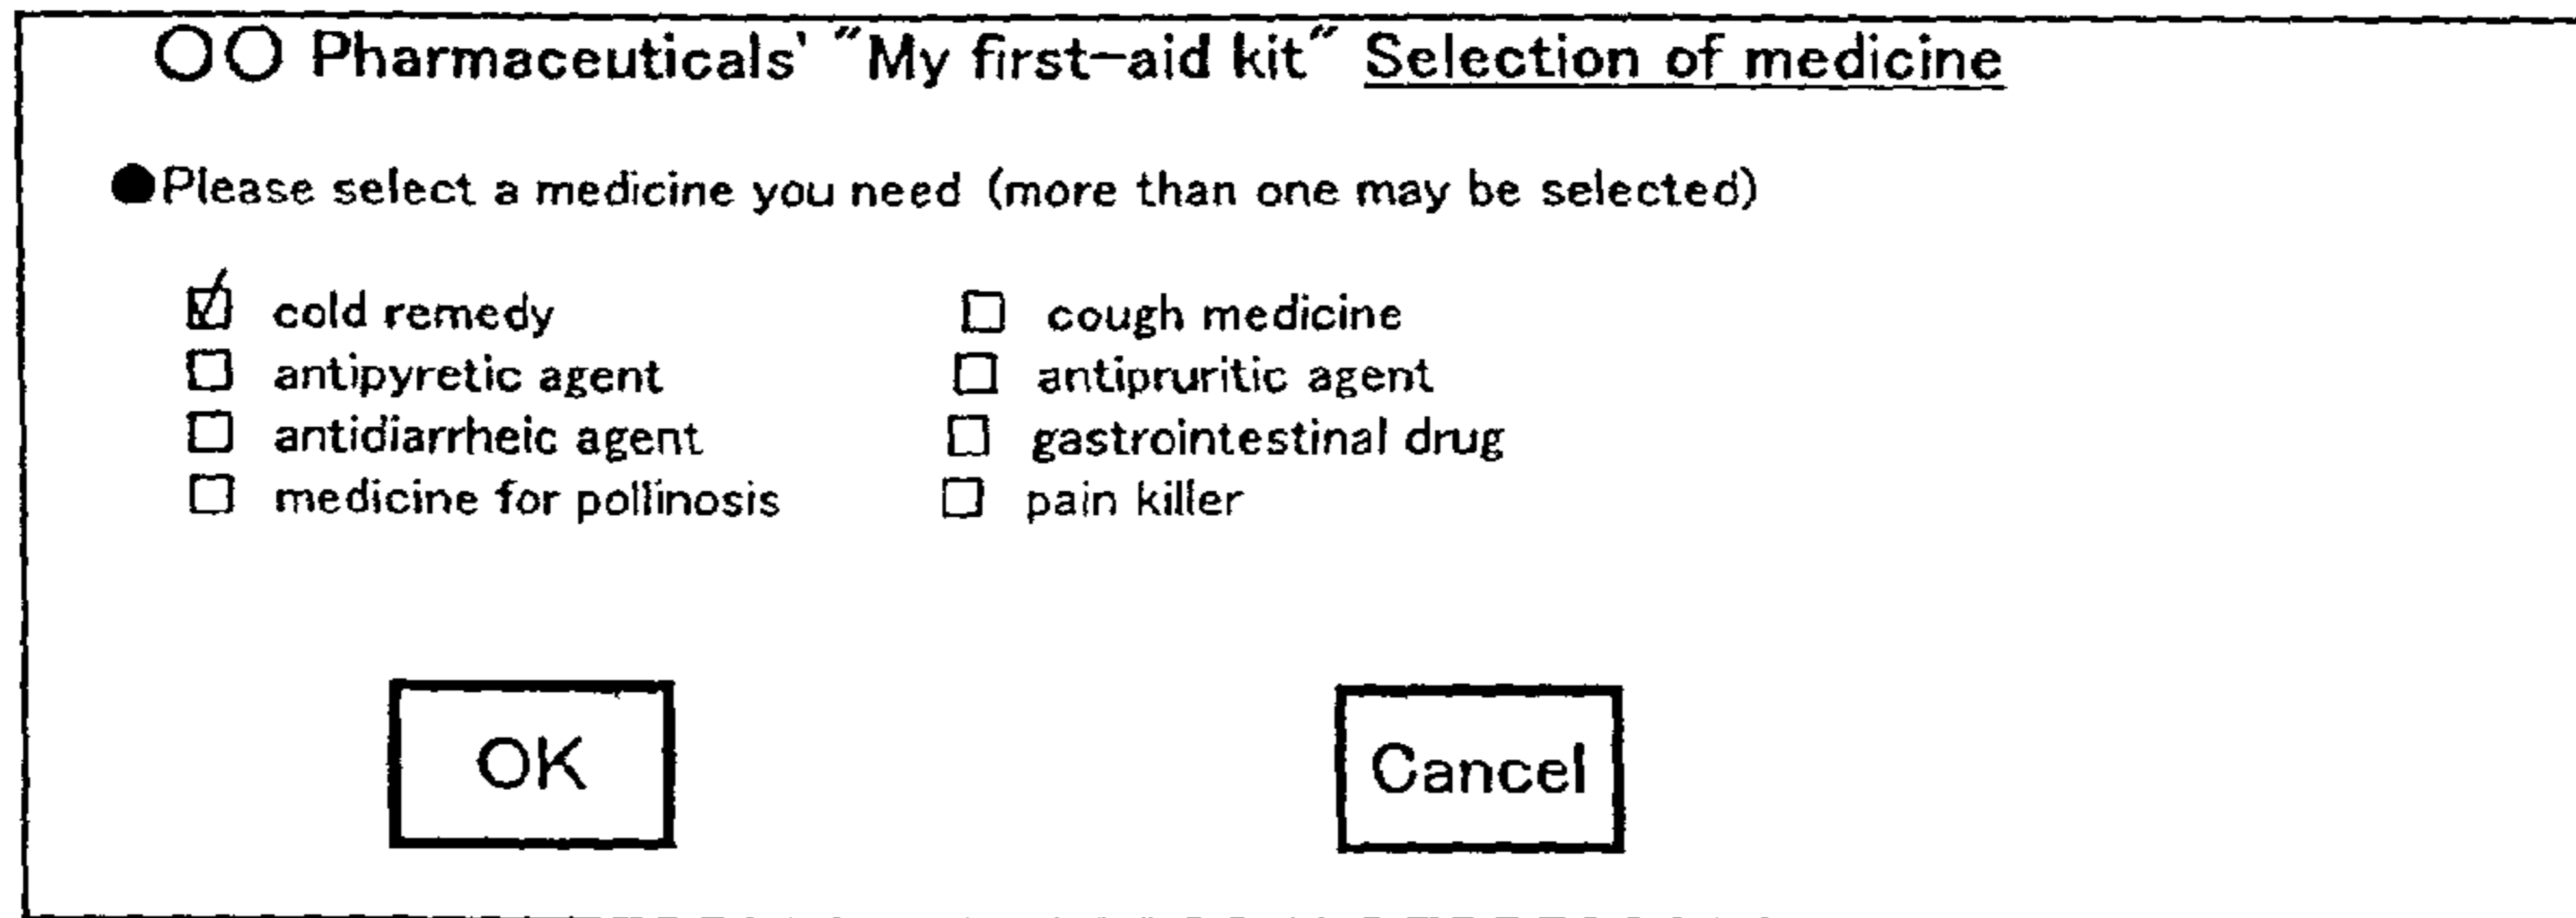 ○○ Pharmaceuticals' "My first-aid kit" Selection of medicine
●Please select a medicine you need (more than one may be selected)
☑ cold remedy □ cough medicine
□ antipyretic agent □ antipruritic agent
□ antidiarrheic agent □ gastrointestinal drug
□ medicine for pollinosis □ pain killer
OK Cancel